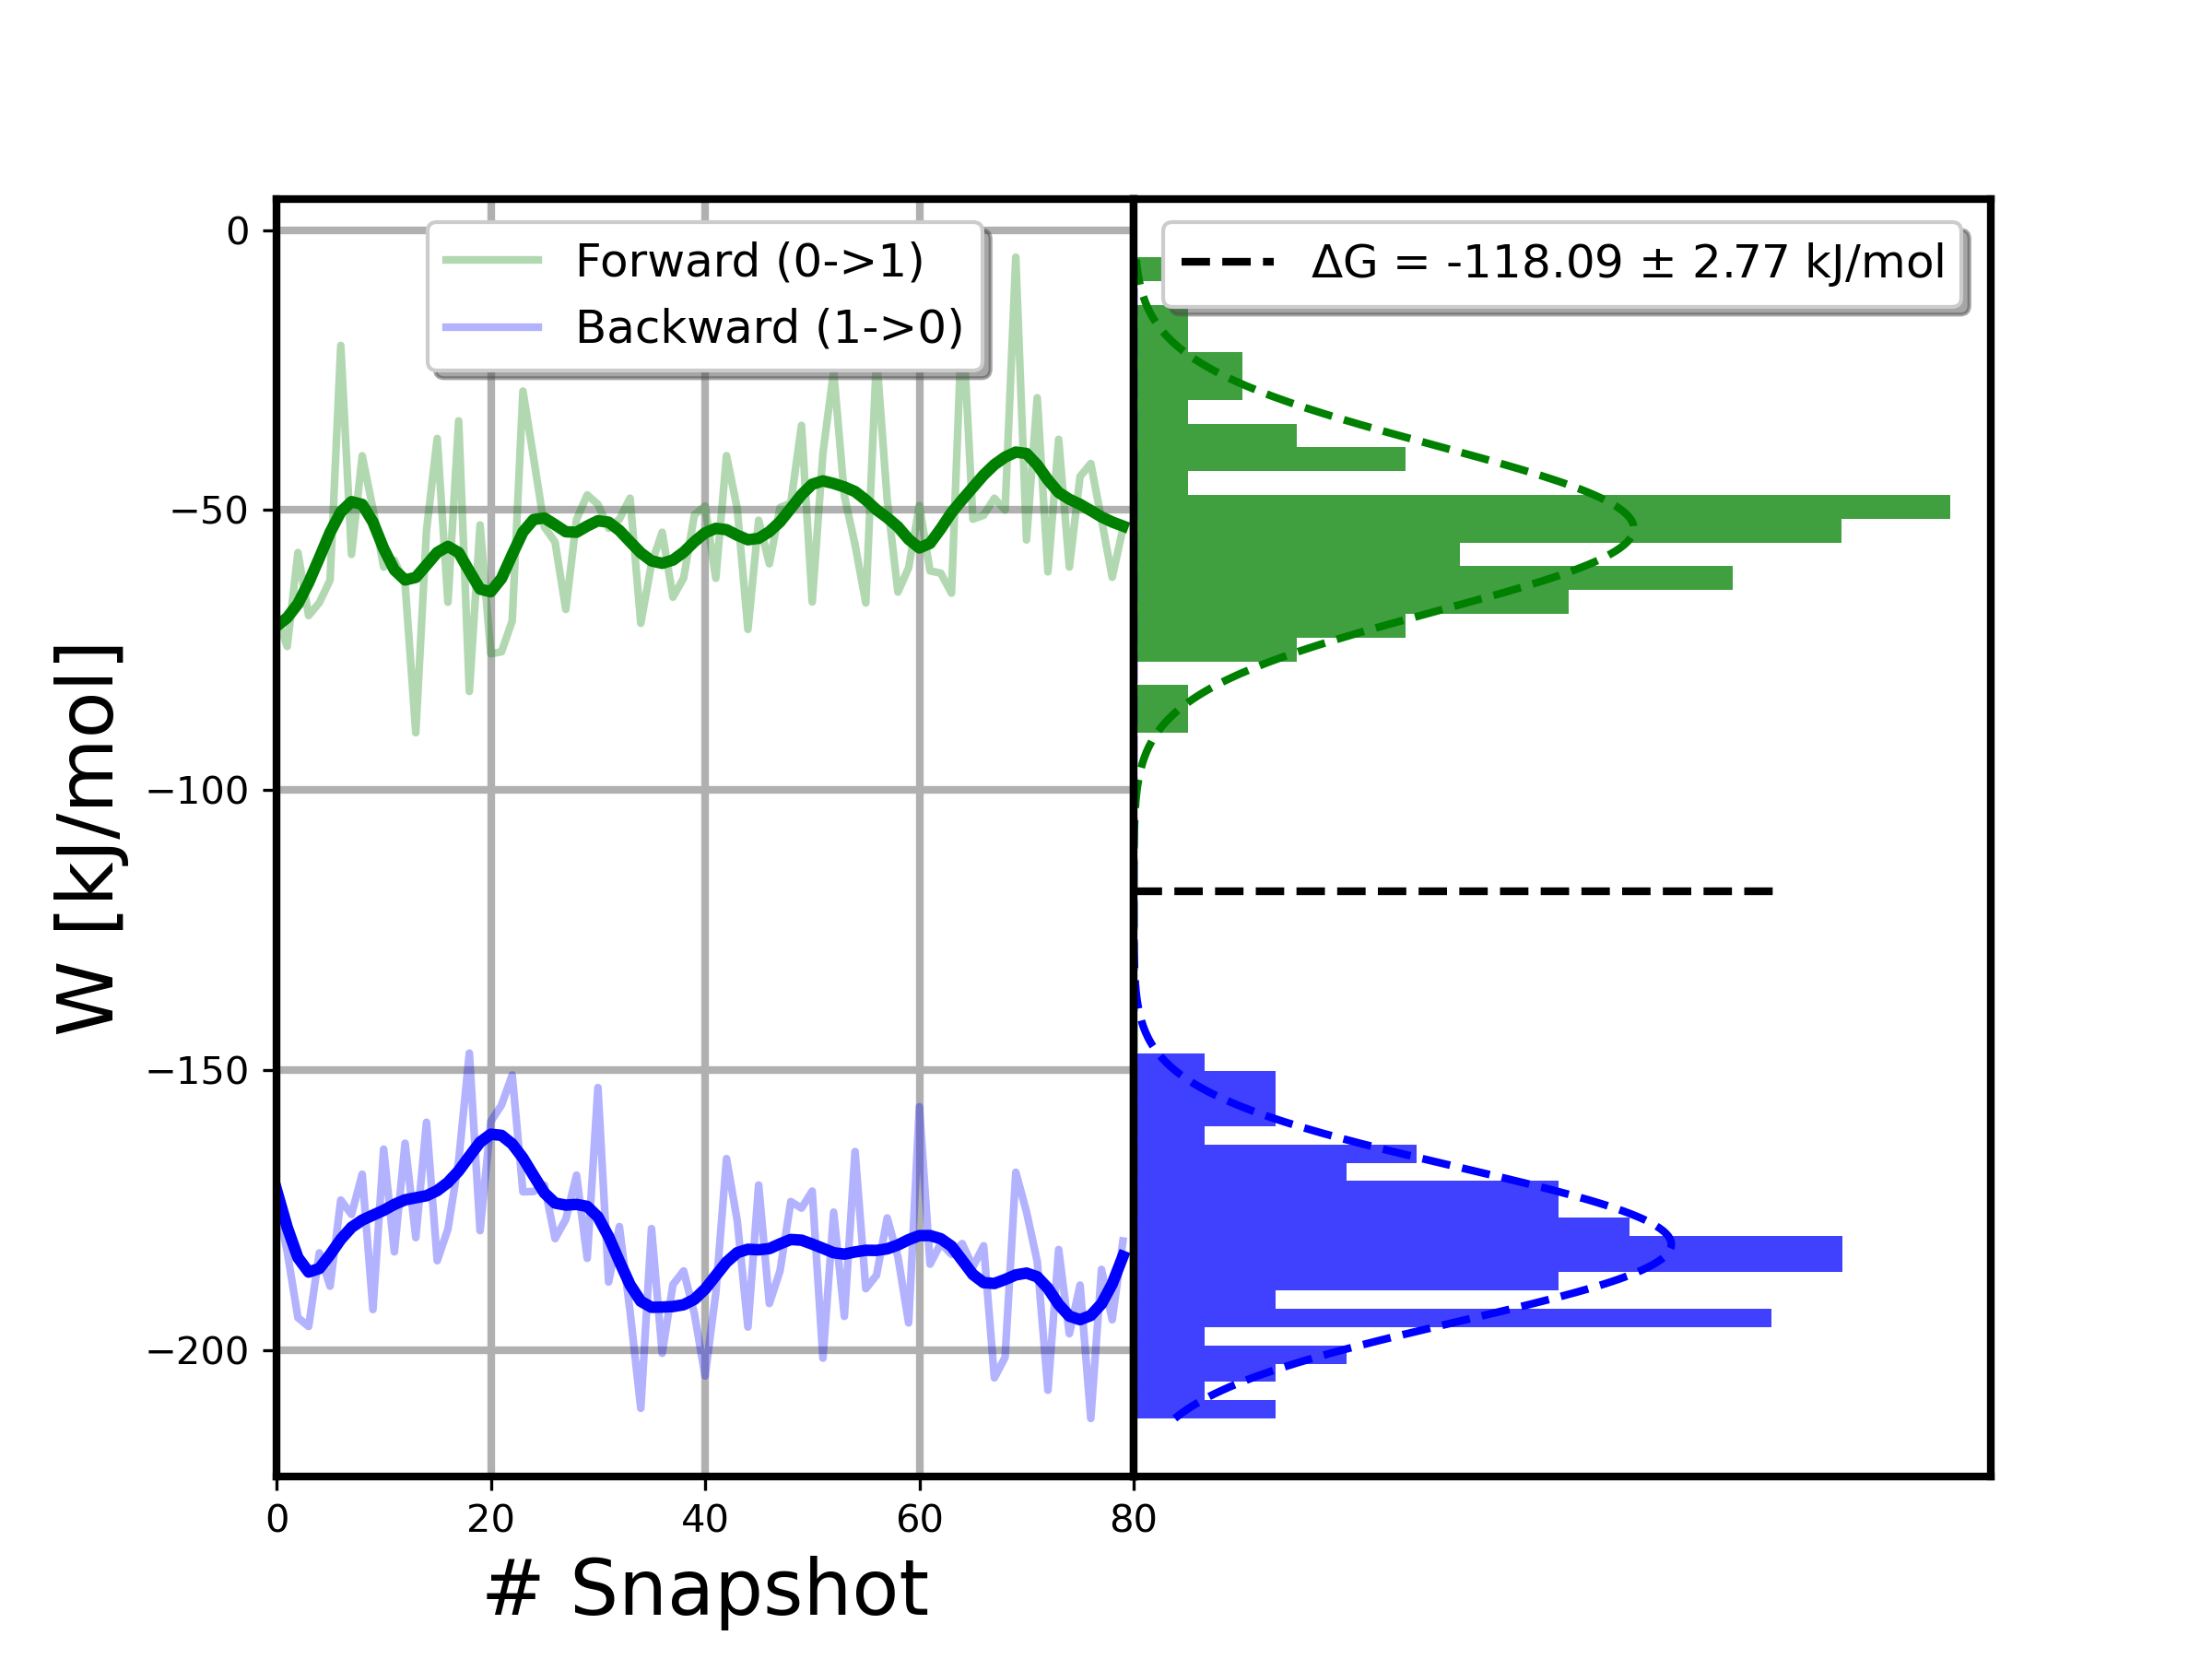 Forward (0->1)
Backward (1->0)
ΔG = -118.09 ± 2.77 kJ/mol
W [kJ/mol]
0
−50
−100
−150
−200
0 20 40 60 80
# Snapshot